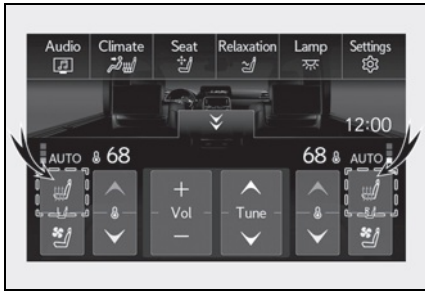 Audio Climate Seat Relaxation Lamp Settings
12:00
AUTO 68 68 AUTO
+
Vol Tune
−